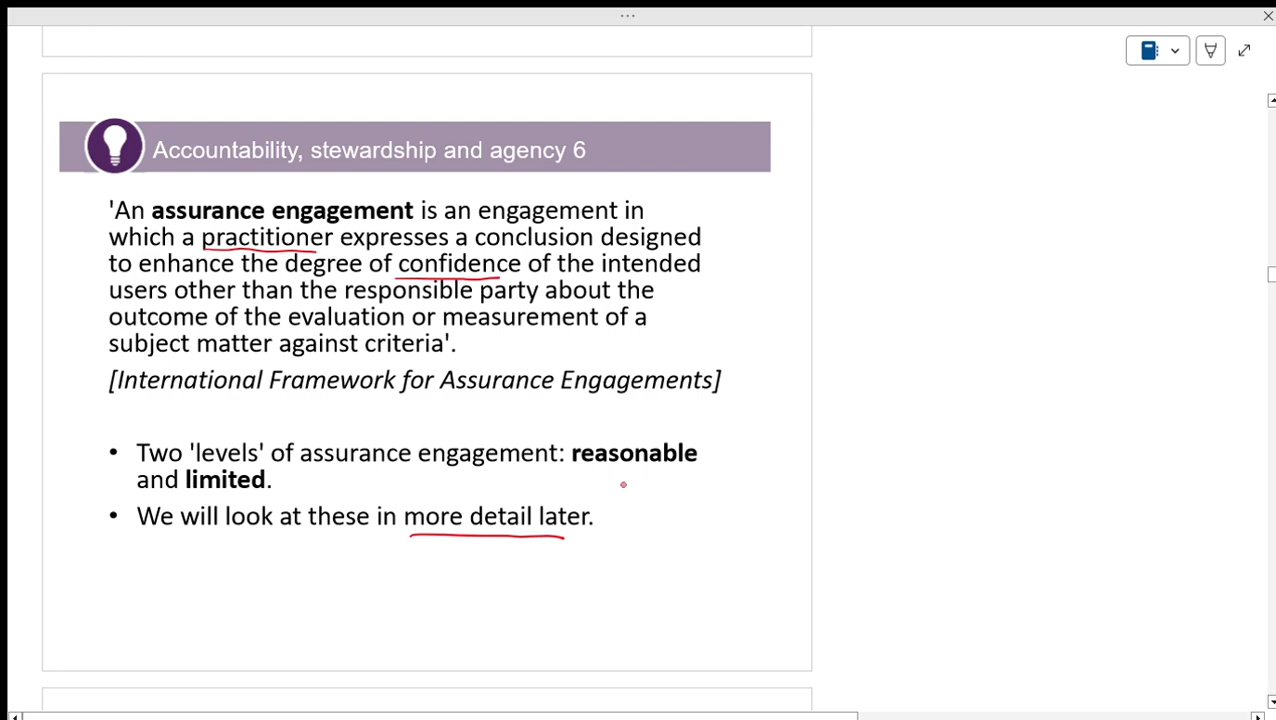 Accountability, stewardship and agency 6
'An assurance engagement is an engagement in
which a practitioner expresses a conclusion designed
to enhance the degree of confidence of the intended
users other than the responsible party about the
outcome of the evaluation or measurement of a
subject matter against criteria'.
[International Framework for Assurance Engagements]
• Two 'levels' of assurance engagement: reasonable
and limited.
• We will look at these in more detail later.